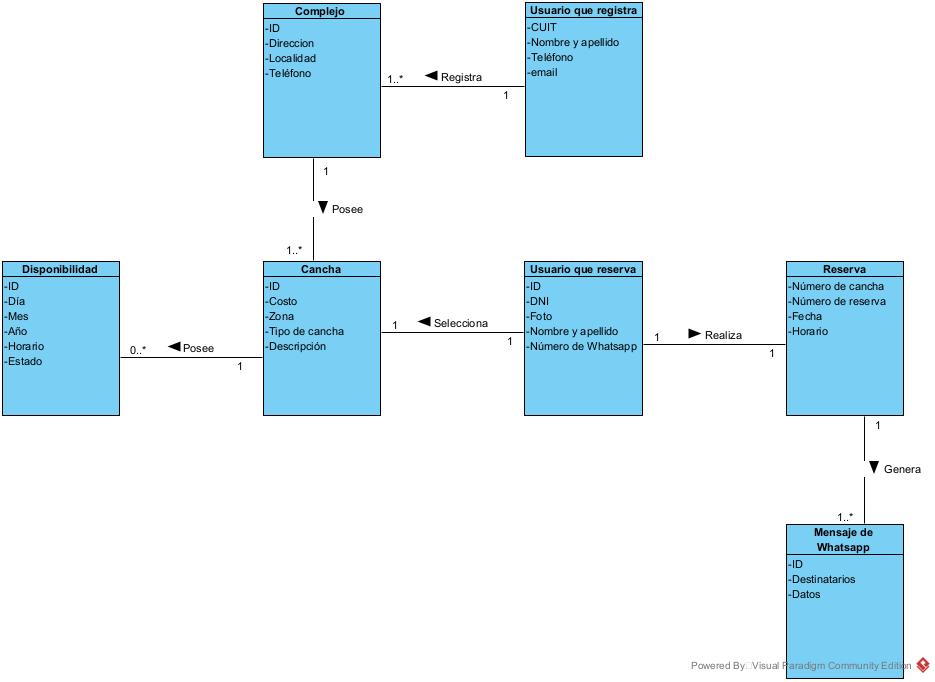 Complejo
-ID
-Direccion
-Localidad
-Teléfono
Usuario que registra
-CUIT
-Nombre y apellido
-Teléfono
-email
1..*
Registra
1
1
Posee
1..*
Disponibilidad
-ID
-Día
-Mes
-Año
-Horario
-Estado
0..*
Posee
1
Cancha
-ID
-Costo
-Zona
-Tipo de cancha
-Descripción
1
Selecciona
1
Usuario que reserva
-ID
-DNI
-Foto
-Nombre y apellido
-Número de Whatsapp
1
Realiza
1
Reserva
-Número de cancha
-Número de reserva
-Fecha
-Horario
1
Genera
1..*
Mensaje de
Whatsapp
-ID
-Destinatarios
-Datos
Powered By Visual Paradigm Community Edition